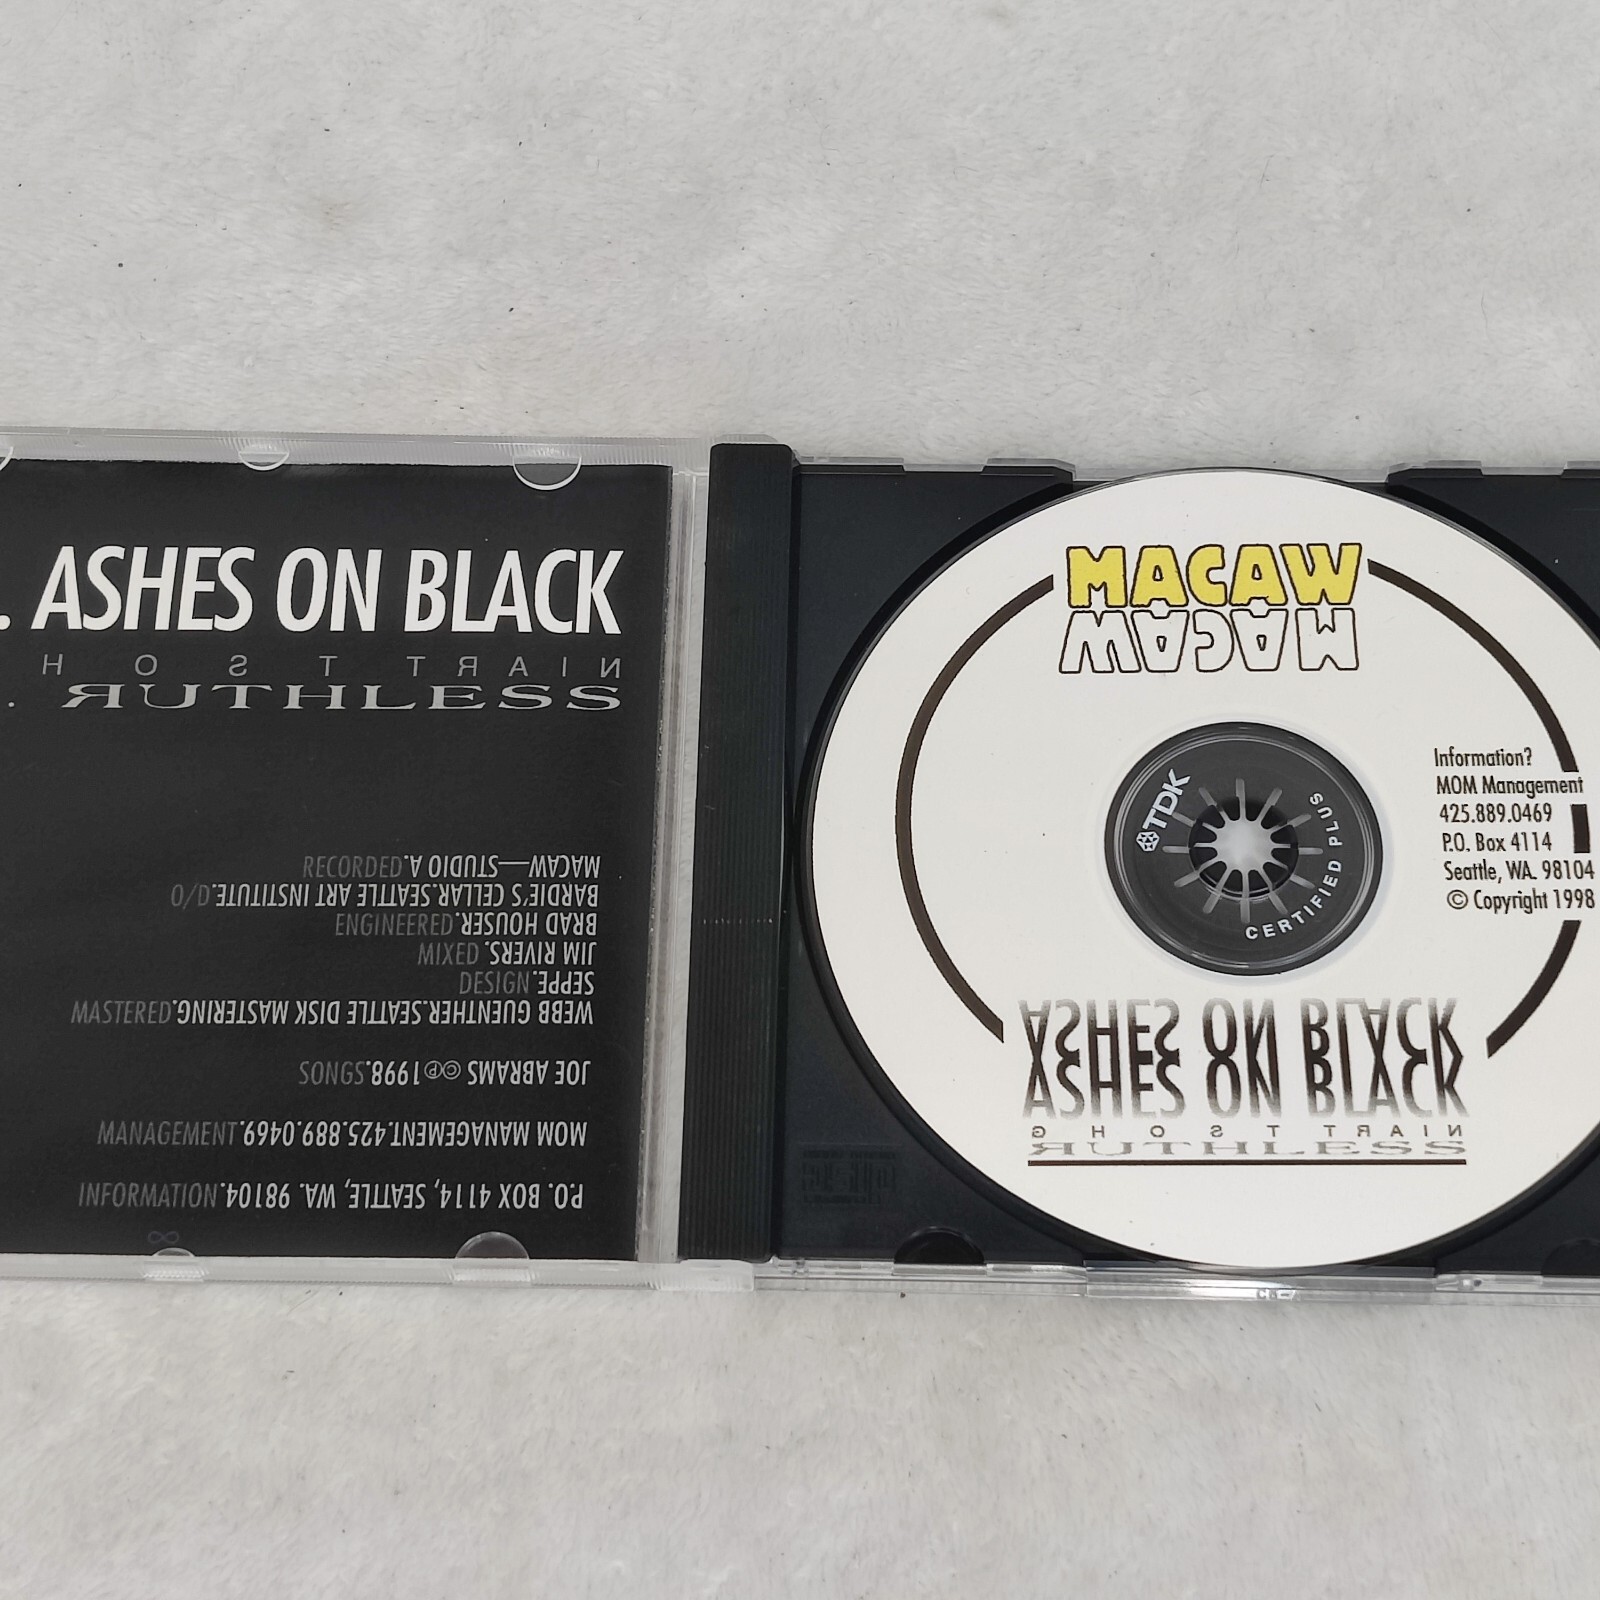 . ASHES ON BLACK
HOST TRAIN
. RUTHLESS
RECORDED.MACAW—STUDIO A
O/D.BARDIE'S CELLAR.SEATTLE ART INSTITUTE
ENGINEERED.BRAD HOUSER
MIXED.JIM RIVERS
DESIGN.SEPPE
MASTERED.WEBB GUENTHER.SEATTLE DISK MASTERING
SONGS.JOE ABRAMS ©℗1998
MANAGEMENT.MOM MANAGEMENT.425.889.0469
INFORMATION.P.O. BOX 4114, SEATTLE, WA. 98104
∞
MACAW
MACAW
TDK
CERTIFIED PLUS
Information?
MOM Management
425.889.0469
P.O. Box 4114
Seattle, WA. 98104
© Copyright 1998
ASHES ON BLACK
ASHES ON BLACK
GHOST TRAIN
RUTHLESS